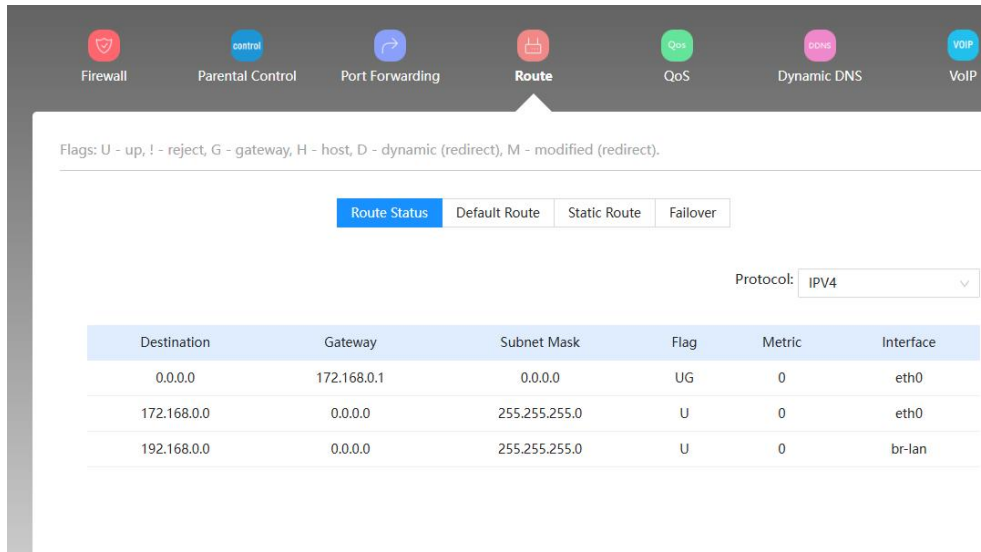 control Qos DDNS VOIP
Firewall Parental Control Port Forwarding Route QoS Dynamic DNS VoIP
Flags: U - up, ! - reject, G - gateway, H - host, D - dynamic (redirect), M - modified (redirect).
Route Status Default Route Static Route Failover
Protocol: IPV4
Destination Gateway Subnet Mask Flag Metric Interface
0.0.0.0 172.168.0.1 0.0.0.0 UG 0 eth0
172.168.0.0 0.0.0.0 255.255.255.0 U 0 eth0
192.168.0.0 0.0.0.0 255.255.255.0 U 0 br-lan